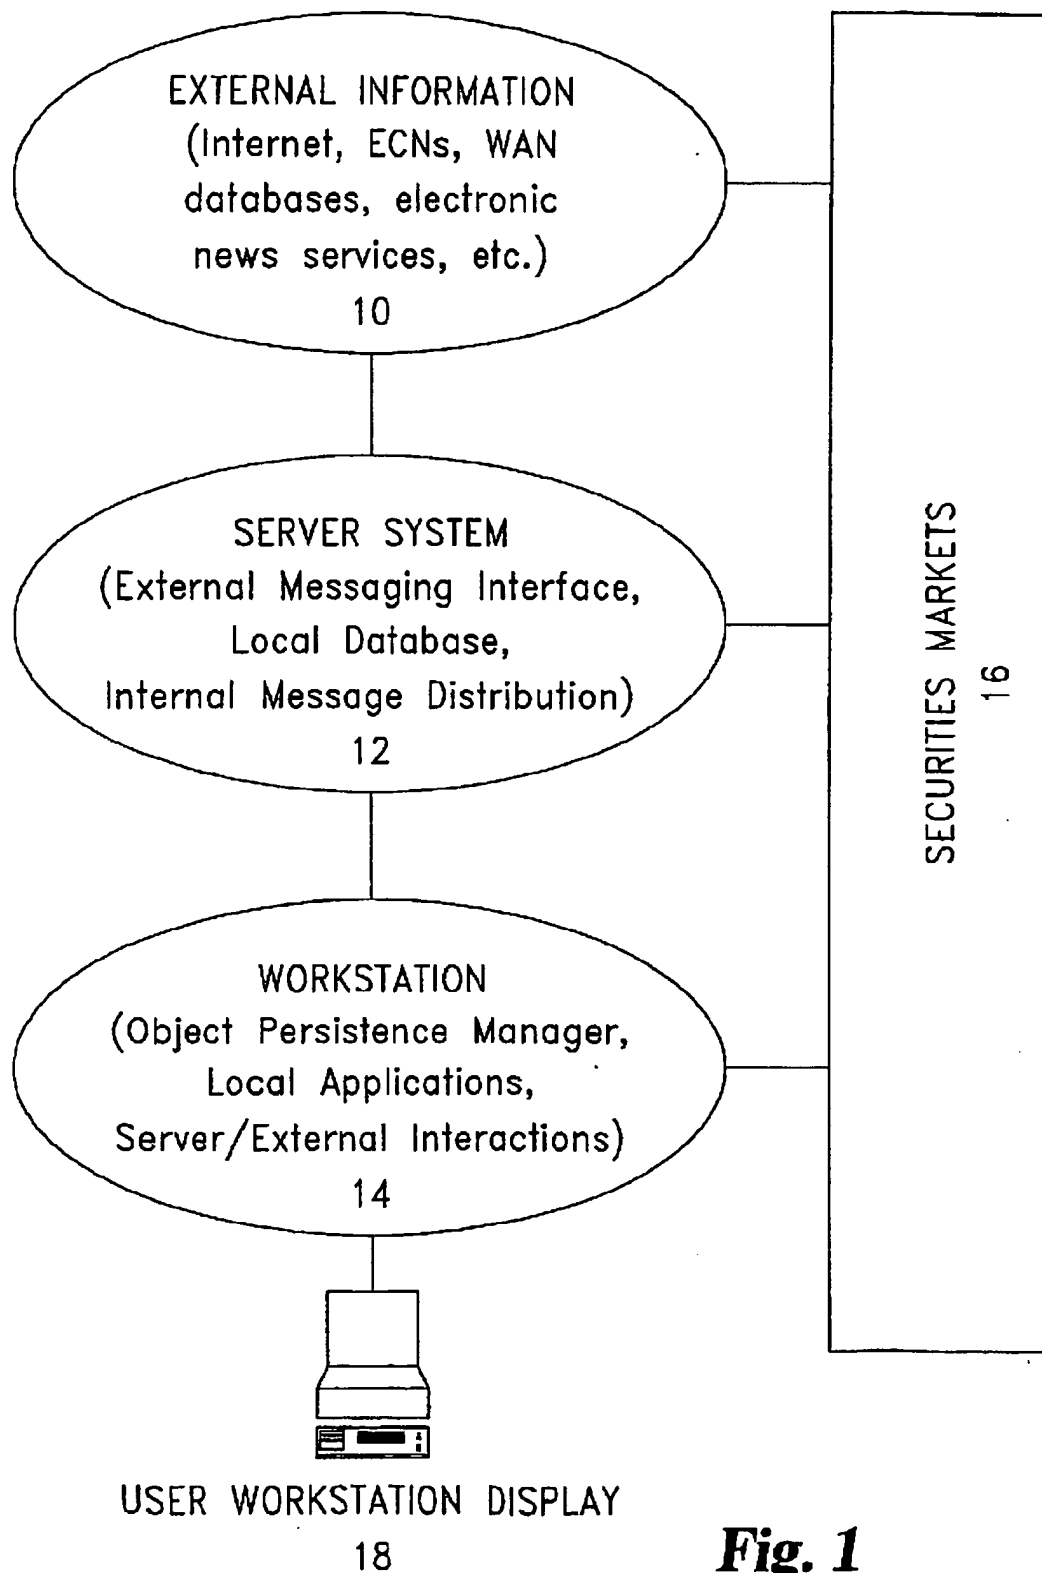 EXTERNAL INFORMATION
(Internet, ECNs, WAN
databases, electronic
news services, etc.)
10
SERVER SYSTEM
(External Messaging Interface,
Local Database,
Internal Message Distribution)
12
WORKSTATION
(Object Persistence Manager,
Local Applications,
Server/External Interactions)
14
SECURITIES MARKETS
16
USER WORKSTATION DISPLAY
18
Fig. 1